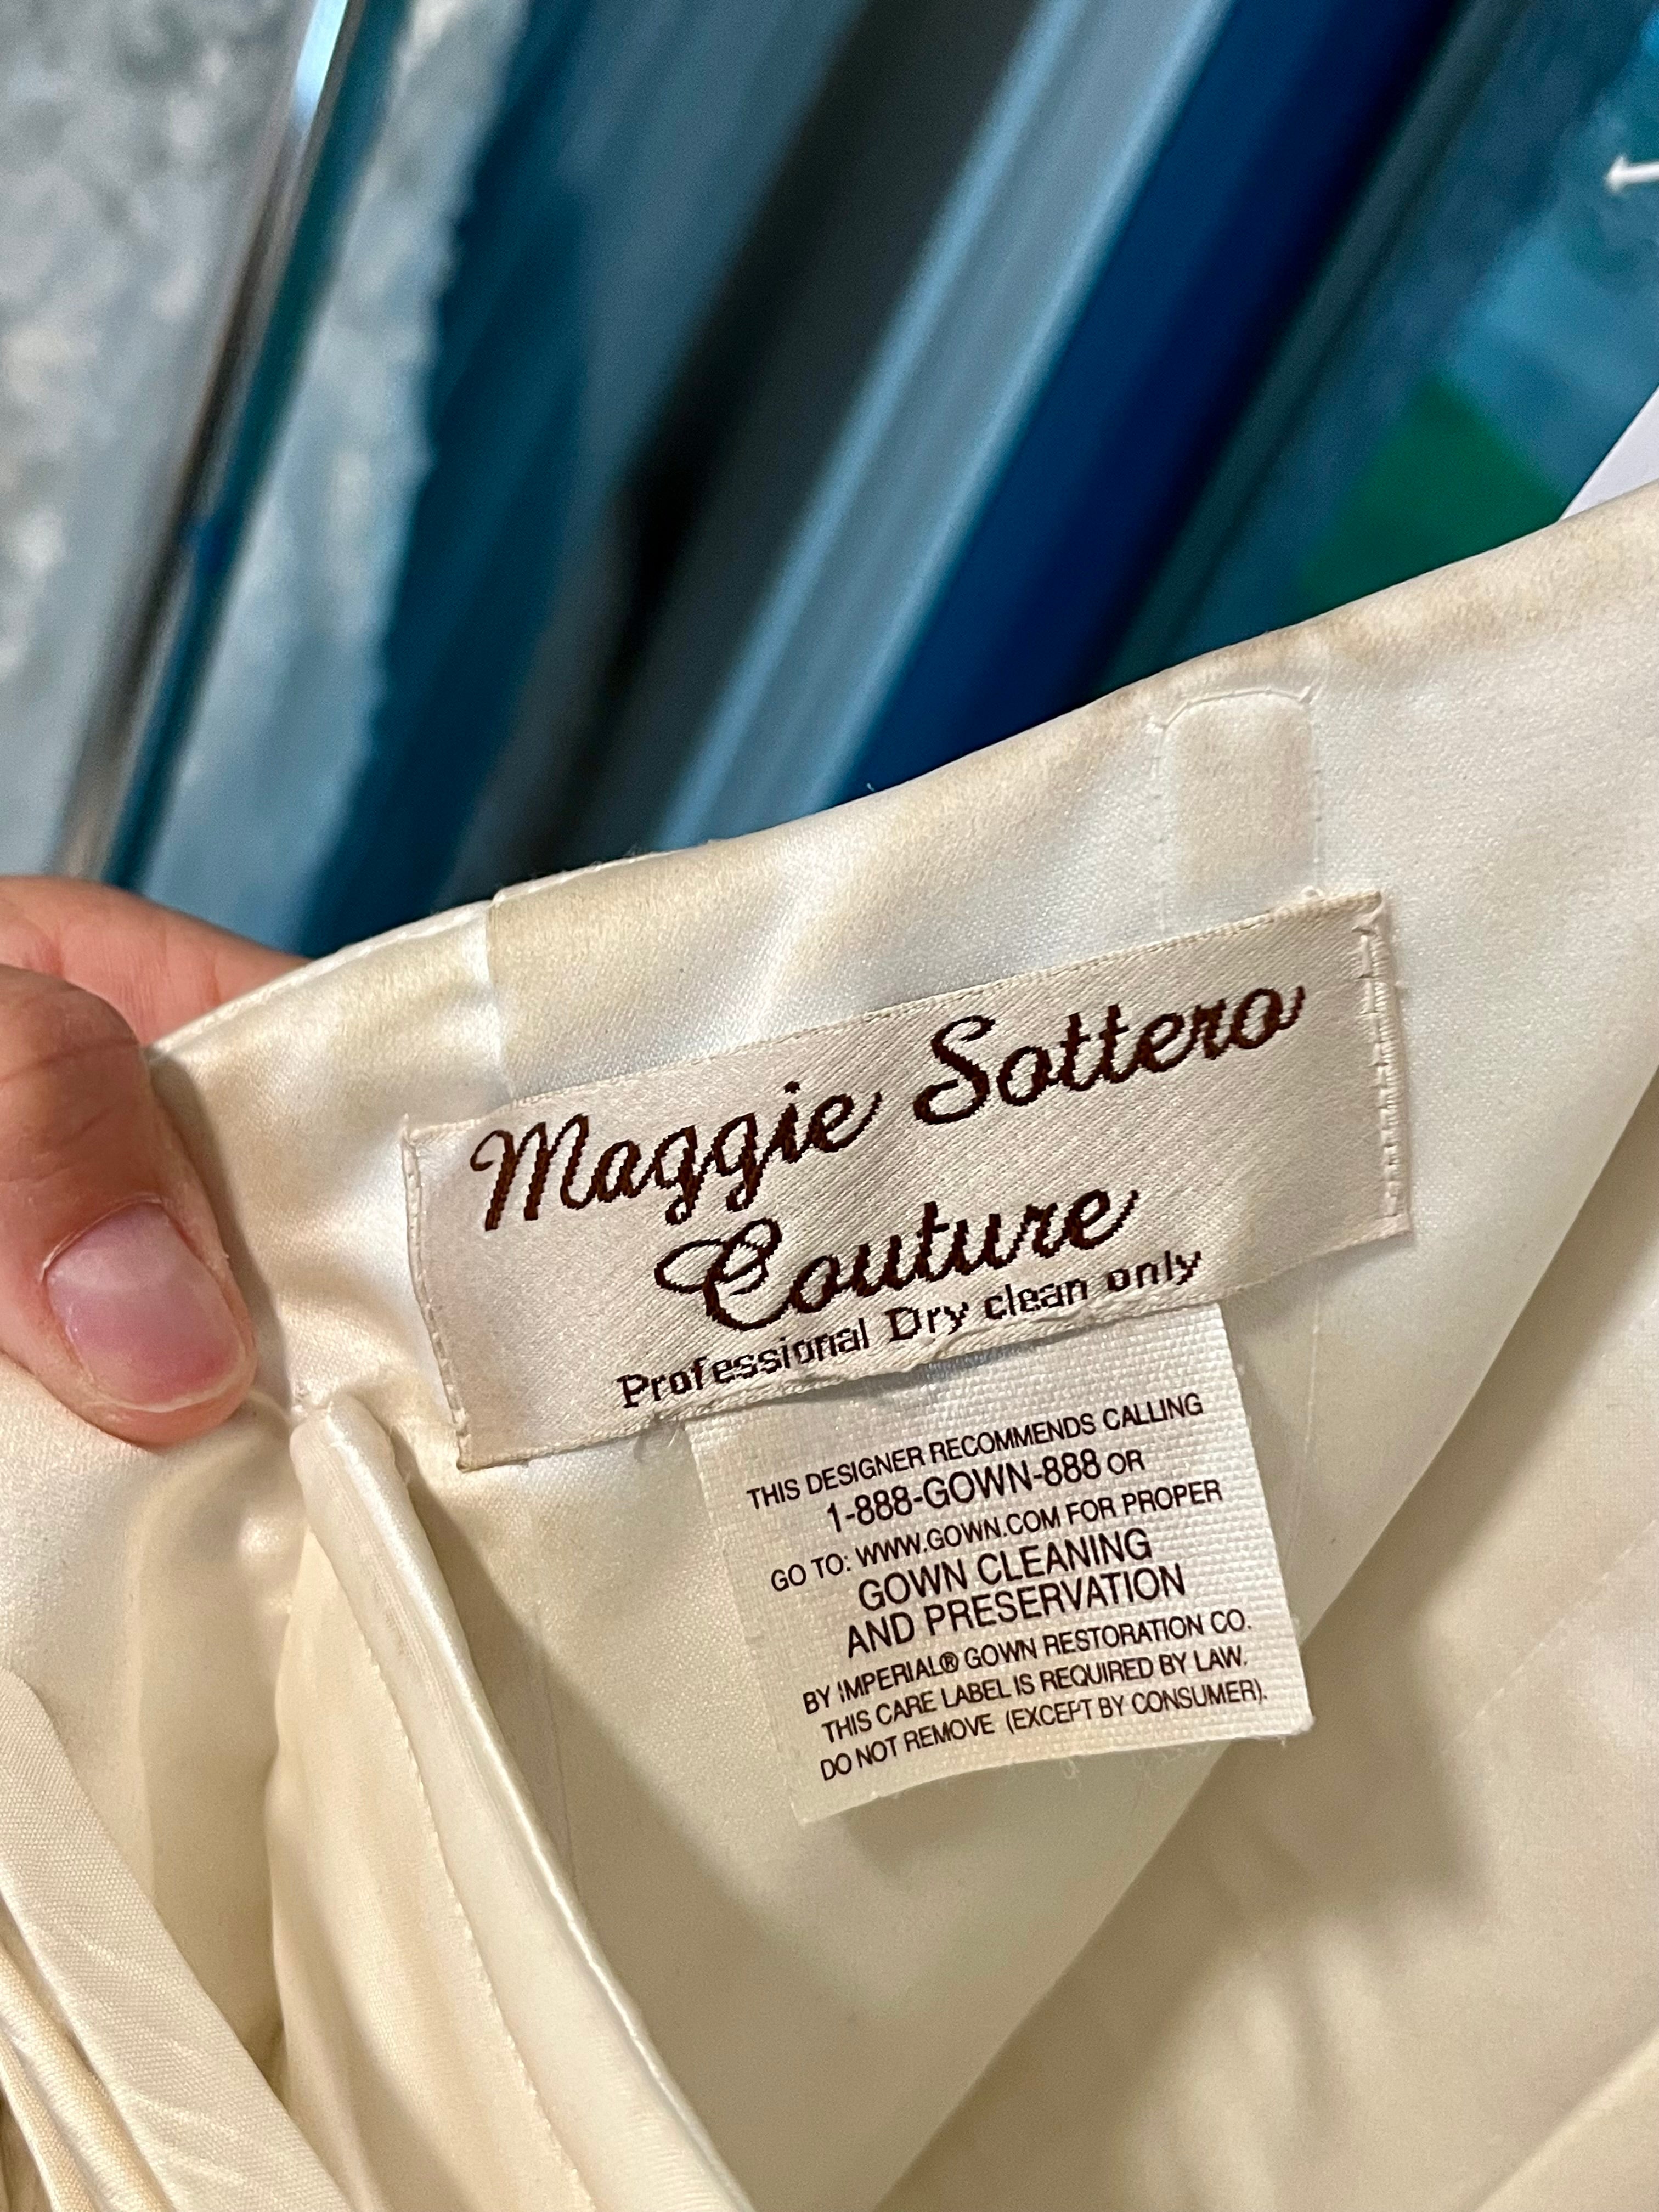 Maggie Sottero
Couture
Professional Dry clean only
THIS DESIGNER RECOMMENDS CALLING
1-888-GOWN-888 OR
GO TO: WWW.GOWN.COM FOR PROPER
GOWN CLEANING
AND PRESERVATION
BY IMPERIAL® GOWN RESTORATION CO.
THIS CARE LABEL IS REQUIRED BY LAW.
DO NOT REMOVE (EXCEPT BY CONSUMER).